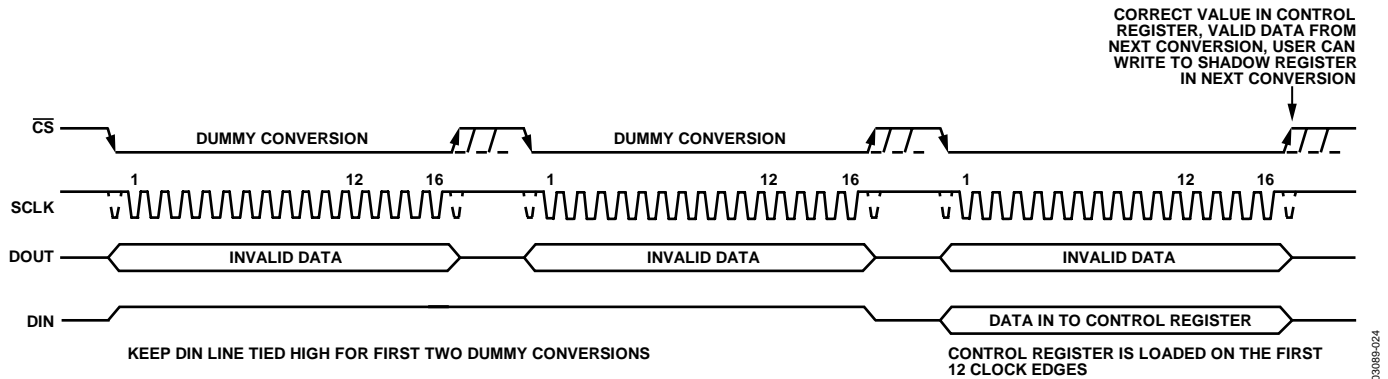 CORRECT VALUE IN CONTROL
REGISTER, VALID DATA FROM
NEXT CONVERSION, USER CAN
WRITE TO SHADOW REGISTER
IN NEXT CONVERSION
CS
DUMMY CONVERSION
DUMMY CONVERSION
1 12 16 1 12 16 1 12 16
SCLK
DOUT
INVALID DATA
INVALID DATA
INVALID DATA
DIN
DATA IN TO CONTROL REGISTER
KEEP DIN LINE TIED HIGH FOR FIRST TWO DUMMY CONVERSIONS
CONTROL REGISTER IS LOADED ON THE FIRST
12 CLOCK EDGES
03089-024